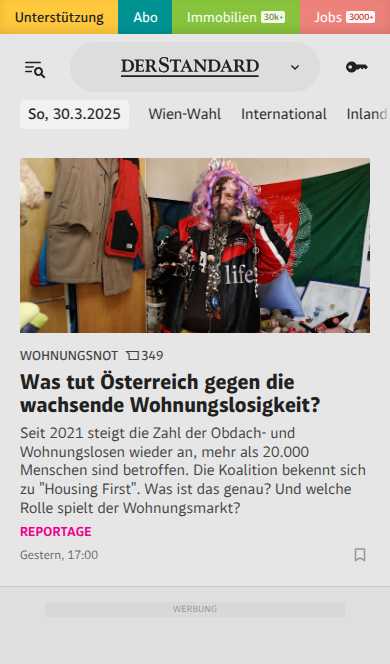 Unterstützung Abo Immobilien 30k+ Jobs 3000+
DERSTANDARD
So, 30.3.2025 Wien-Wahl International Inland
life
WOHNUNGSNOT 349
Was tut Österreich gegen die
wachsende Wohnungslosigkeit?
Seit 2021 steigt die Zahl der Obdach- und
Wohnungslosen wieder an, mehr als 20.000
Menschen sind betroffen. Die Koalition bekennt sich
zu "Housing First". Was ist das genau? Und welche
Rolle spielt der Wohnungsmarkt?
REPORTAGE
Gestern, 17:00
WERBUNG